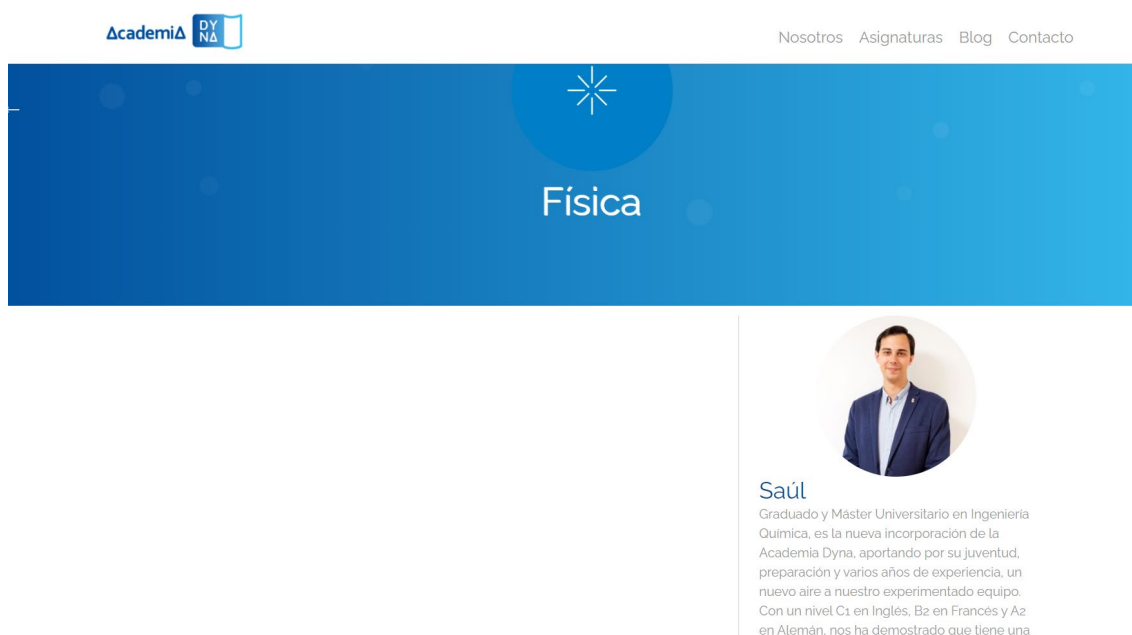 AcademiA DYNA
Nosotros Asignaturas Blog Contacto
Física
Saúl
Graduado y Máster Universitario en Ingeniería
Química, es la nueva incorporación de la
Academia Dyna, aportando por su juventud,
preparación y varios años de experiencia, un
nuevo aire a nuestro experimentado equipo.
Con un nivel C1 en Inglés, B2 en Francés y A2
en Alemán, nos ha demostrado que tiene una